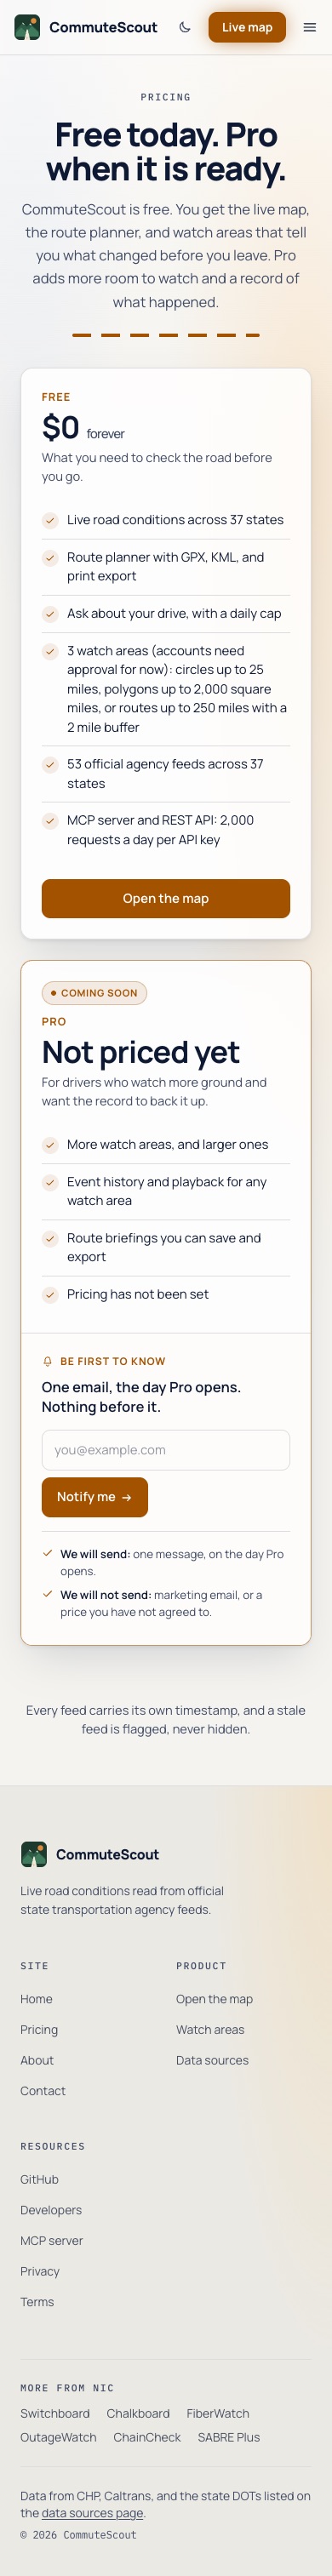 CommuteScout
Live map
PRICING
Free today. Pro
when it is ready.
CommuteScout is free. You get the live map,
the route planner, and watch areas that tell
you what changed before you leave. Pro
adds more room to watch and a record of
what happened.
FREE
$0 forever
What you need to check the road before
you go.
Live road conditions across 37 states
Route planner with GPX, KML, and
print export
Ask about your drive, with a daily cap
3 watch areas (accounts need
approval for now): circles up to 25
miles, polygons up to 2,000 square
miles, or routes up to 250 miles with a
2 mile buffer
53 official agency feeds across 37
states
MCP server and REST API: 2,000
requests a day per API key
Open the map
COMING SOON
PRO
Not priced yet
For drivers who watch more ground and
want the record to back it up.
More watch areas, and larger ones
Event history and playback for any
watch area
Route briefings you can save and
export
Pricing has not been set
BE FIRST TO KNOW
One email, the day Pro opens.
Nothing before it.
you@example.com
Notify me →
We will send: one message, on the day Pro
opens.
We will not send: marketing email, or a
price you have not agreed to.
Every feed carries its own timestamp, and a stale
feed is flagged, never hidden.
CommuteScout
Live road conditions read from official
state transportation agency feeds.
SITE
Home
Pricing
About
Contact
PRODUCT
Open the map
Watch areas
Data sources
RESOURCES
GitHub
Developers
MCP server
Privacy
Terms
MORE FROM NIC
Switchboard Chalkboard FiberWatch
OutageWatch ChainCheck SABRE Plus
Data from CHP, Caltrans, and the state DOTs listed on
the data sources page.
© 2026 CommuteScout